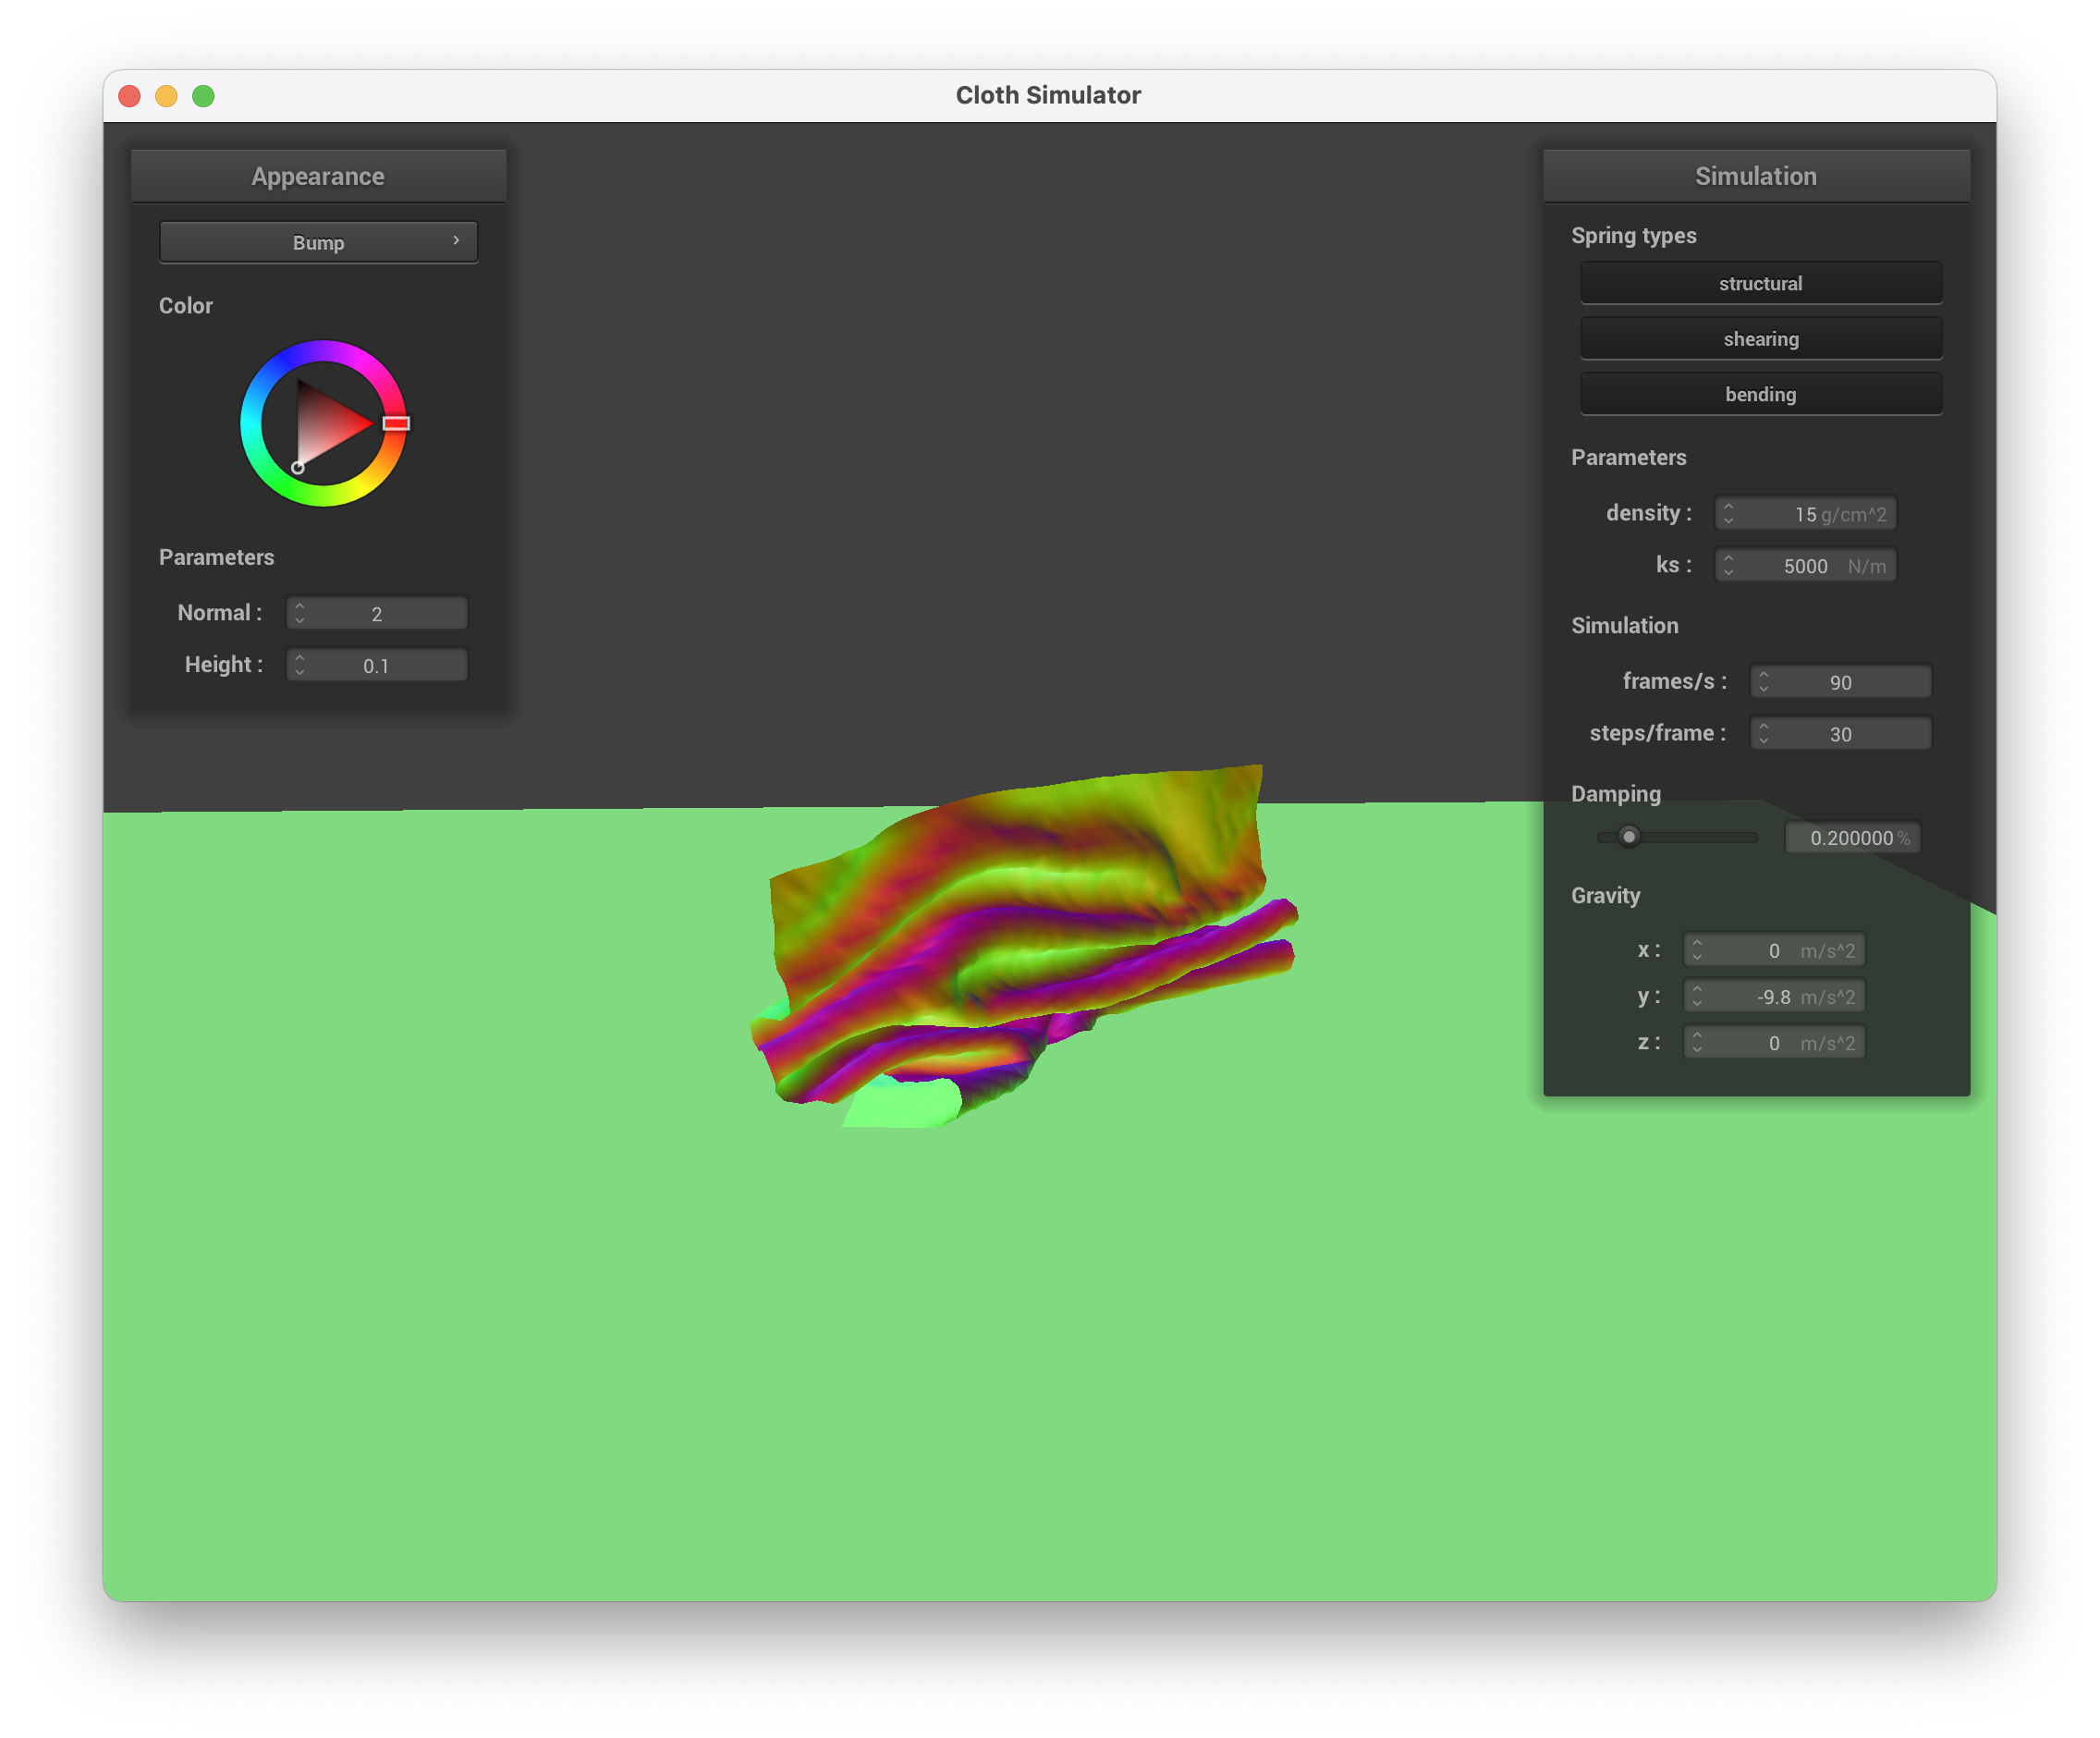 Cloth Simulator
Appearance
Bump
Color
Parameters
Normal : 2
Height : 0.1
Simulation
Spring types
structural
shearing
bending
Parameters
density : 15 g/cm^2
ks : 5000 N/m
Simulation
frames/s : 90
steps/frame : 30
Damping
0.200000 %
Gravity
x : 0 m/s^2
y : -9.8 m/s^2
z : 0 m/s^2